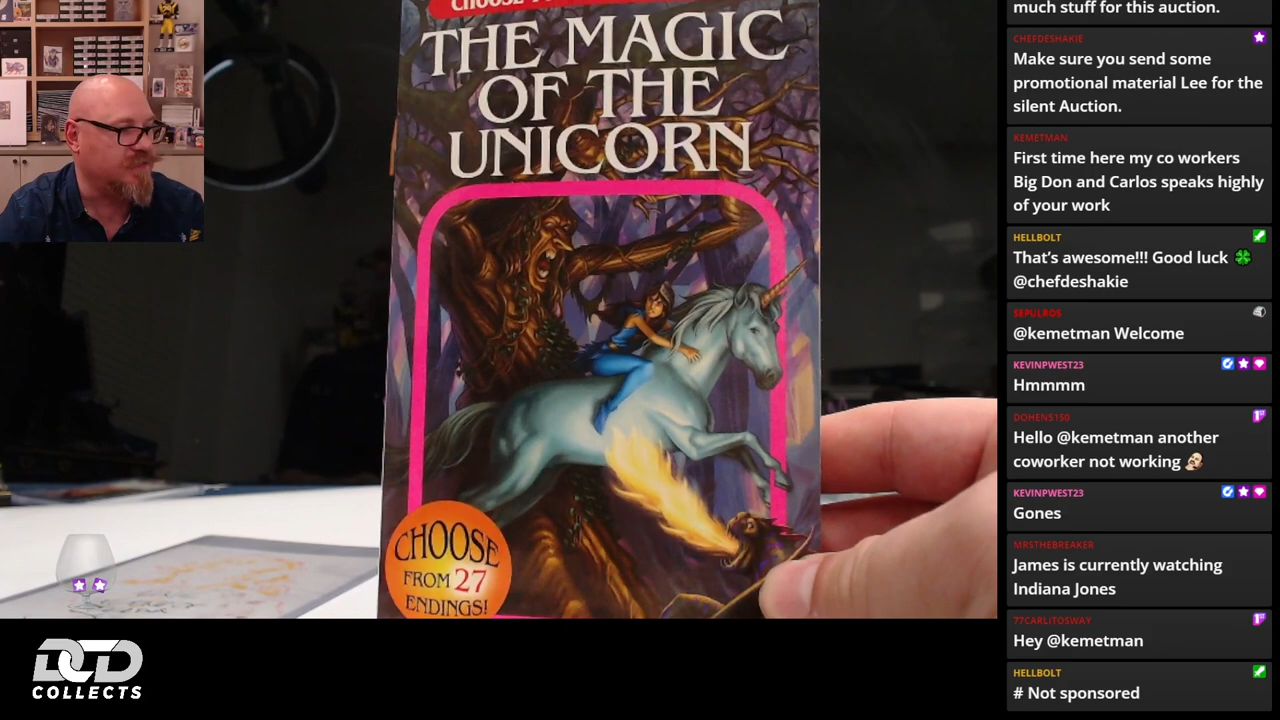 CHOOSE
THE MAGIC
OF THE
UNICORN
CHOOSE
FROM 27
ENDINGS!
DCD
COLLECTS
much stuff for this auction.
CHEFDESHAKIE
Make sure you send some
promotional material Lee for the
silent Auction.
KEMETMAN
First time here my co workers
Big Don and Carlos speaks highly
of your work
HELLBOLT
That’s awesome!!! Good luck 🍀
@chefdeshakie
SEPULROS
@kemetman Welcome
KEVINPWEST23
Hmmmm
DOHENS150
Hello @kemetman another
coworker not working
KEVINPWEST23
Gones
MRSTHEBREAKER
James is currently watching
Indiana Jones
77CARLITOSWAY
Hey @kemetman
HELLBOLT
# Not sponsored